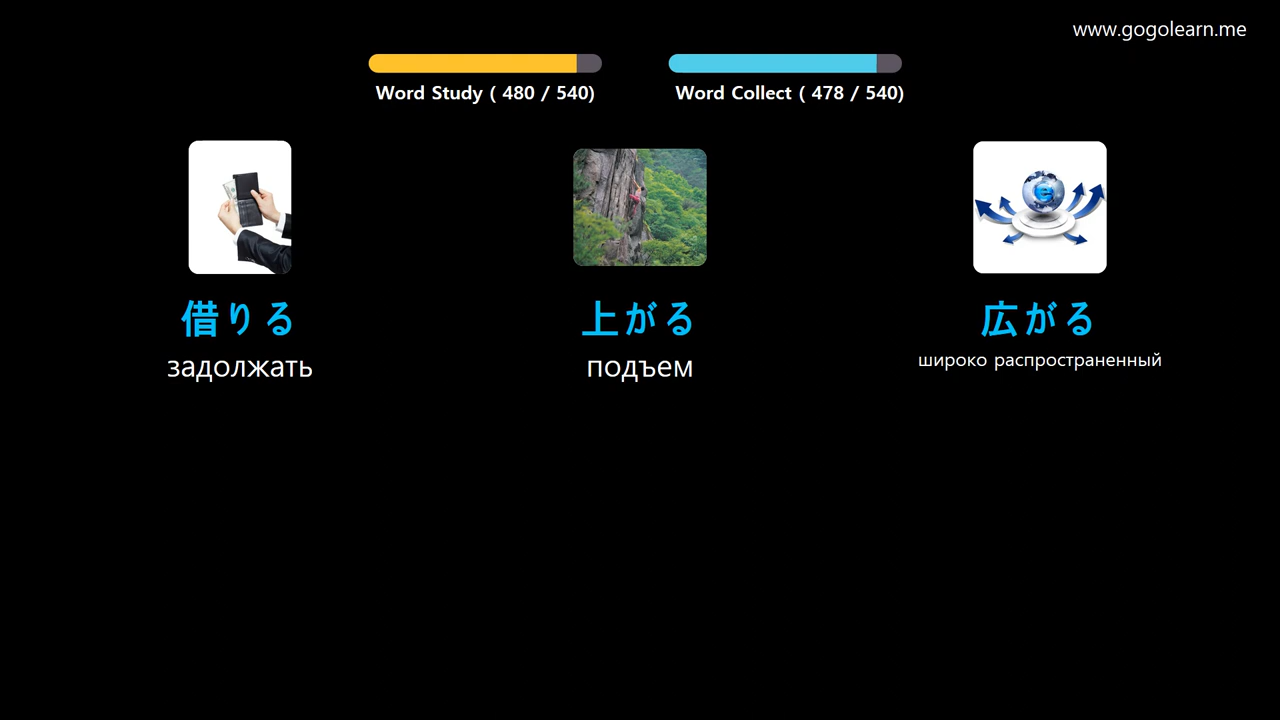 www.gogolearn.me
Word Study ( 480 / 540)
Word Collect ( 478 / 540)
借りる
задолжать
上がる
подъем
広がる
широко распространенный